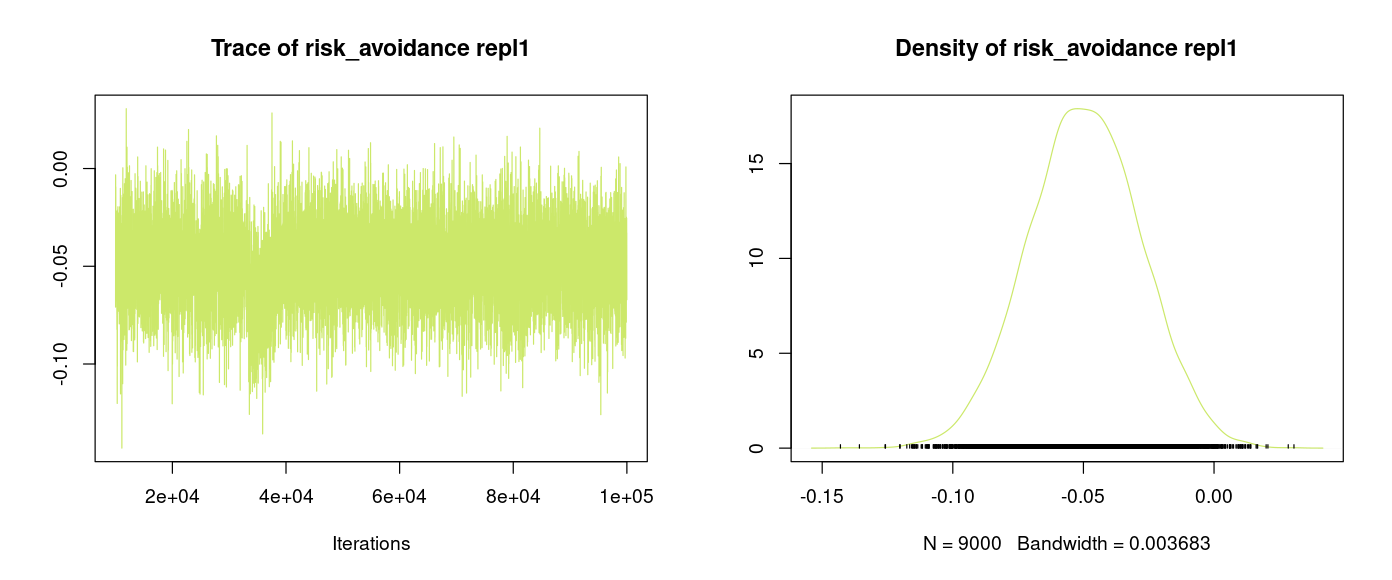 Trace of risk_avoidance repl1
0.00
-0.05
-0.10
2e+04 4e+04 6e+04 8e+04 1e+05
Iterations
Density of risk_avoidance repl1
15
10
5
0
-0.15 -0.10 -0.05 0.00
N = 9000 Bandwidth = 0.003683